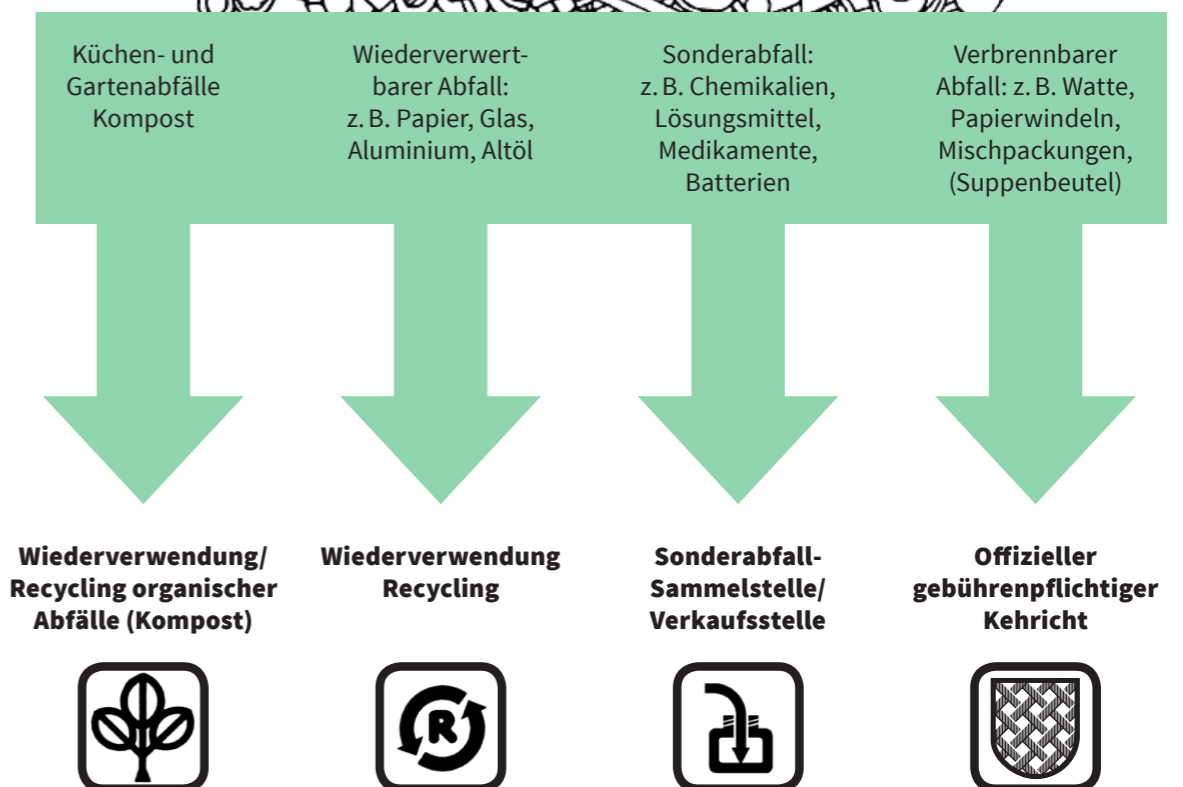 Küchen- und
Gartenabfälle
Kompost
Wiederverwert-
barer Abfall:
z. B. Papier, Glas,
Aluminium, Altöl
Sonderabfall:
z. B. Chemikalien,
Lösungsmittel,
Medikamente,
Batterien
Verbrennbarer
Abfall: z. B. Watte,
Papierwindeln,
Mischpackungen,
(Suppenbeutel)
Wiederverwendung/
Recycling organischer
Abfälle (Kompost)
Wiederverwendung
Recycling
Sonderabfall-
Sammelstelle/
Verkaufsstelle
Offizieller
gebührenpflichtiger
Kehricht
R